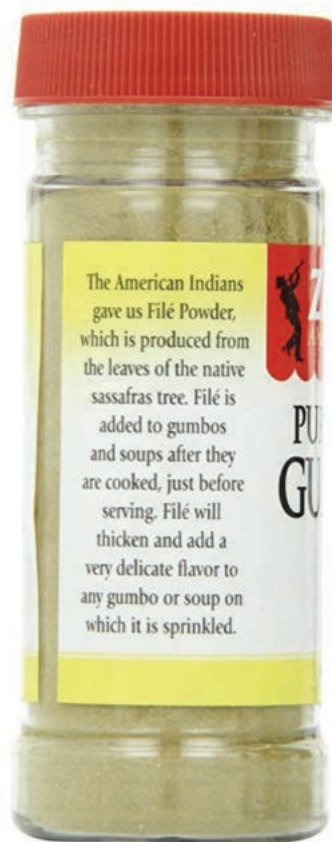 The American Indians
gave us Filé Powder,
which is produced from
the leaves of the native
sassafras tree. Filé is
added to gumbos
and soups after they
are cooked, just before
serving. Filé will
thicken and add a
very delicate flavor to
any gumbo or soup on
which it is sprinkled.